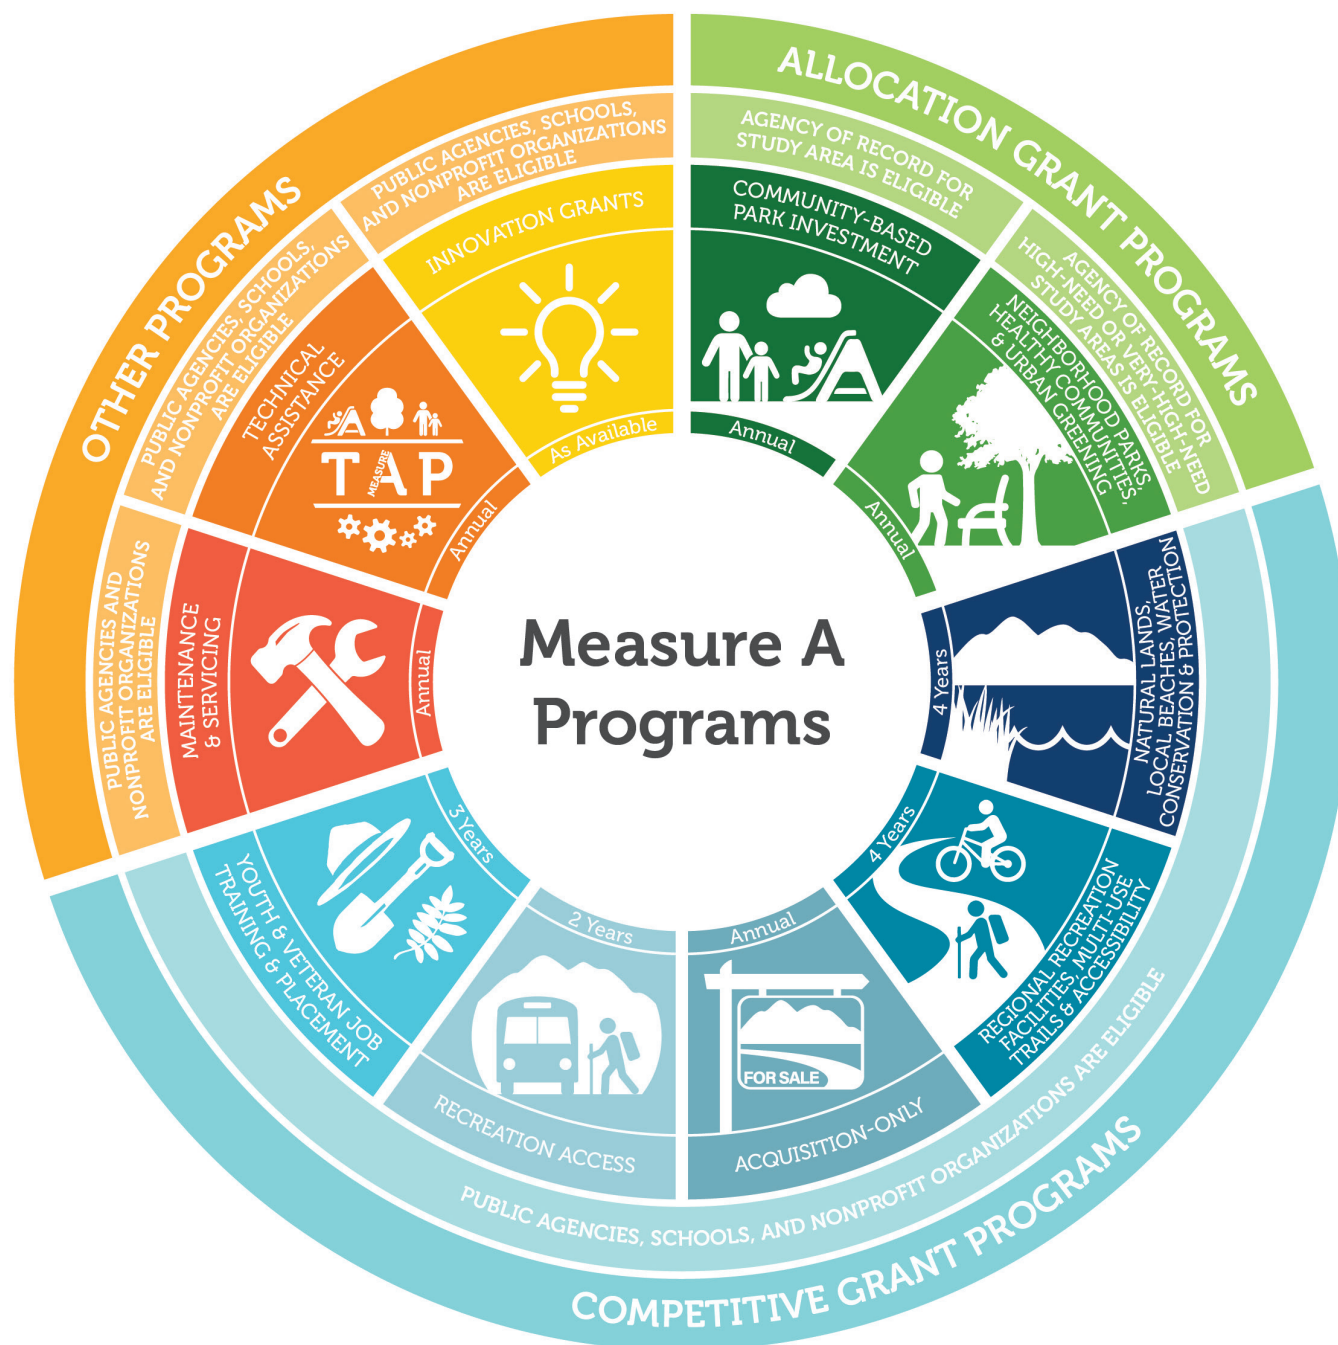 Measure A
Programs
ALLOCATION GRANT PROGRAMS
AGENCY OF RECORD FOR
STUDY AREA IS ELIGIBLE
COMMUNITY-BASED
PARK INVESTMENT
Annual
AGENCY OF RECORD FOR
HIGH-NEED OR VERY-HIGH-NEED
STUDY AREAS IS ELIGIBLE
NEIGHBORHOOD PARKS,
HEALTHY COMMUNITIES,
& URBAN GREENING
Annual
COMPETITIVE GRANT PROGRAMS
PUBLIC AGENCIES, SCHOOLS, AND NONPROFIT ORGANIZATIONS ARE ELIGIBLE
NATURAL LANDS,
LOCAL BEACHES, WATER
CONSERVATION & PROTECTION
4 Years
REGIONAL RECREATION
FACILITIES, MULTI-USE
TRAILS & ACCESSIBILITY
4 Years
ACQUISITION-ONLY
FOR SALE
Annual
RECREATION ACCESS
2 Years
YOUTH & VETERAN JOB
TRAINING & PLACEMENT
3 Years
OTHER PROGRAMS
PUBLIC AGENCIES AND
NONPROFIT ORGANIZATIONS
ARE ELIGIBLE
MAINTENANCE
& SERVICING
Annual
PUBLIC AGENCIES, SCHOOLS,
AND NONPROFIT ORGANIZATIONS
ARE ELIGIBLE
TECHNICAL
ASSISTANCE
MEASURE
TAP
Annual
PUBLIC AGENCIES, SCHOOLS,
AND NONPROFIT ORGANIZATIONS
ARE ELIGIBLE
INNOVATION GRANTS
As Available